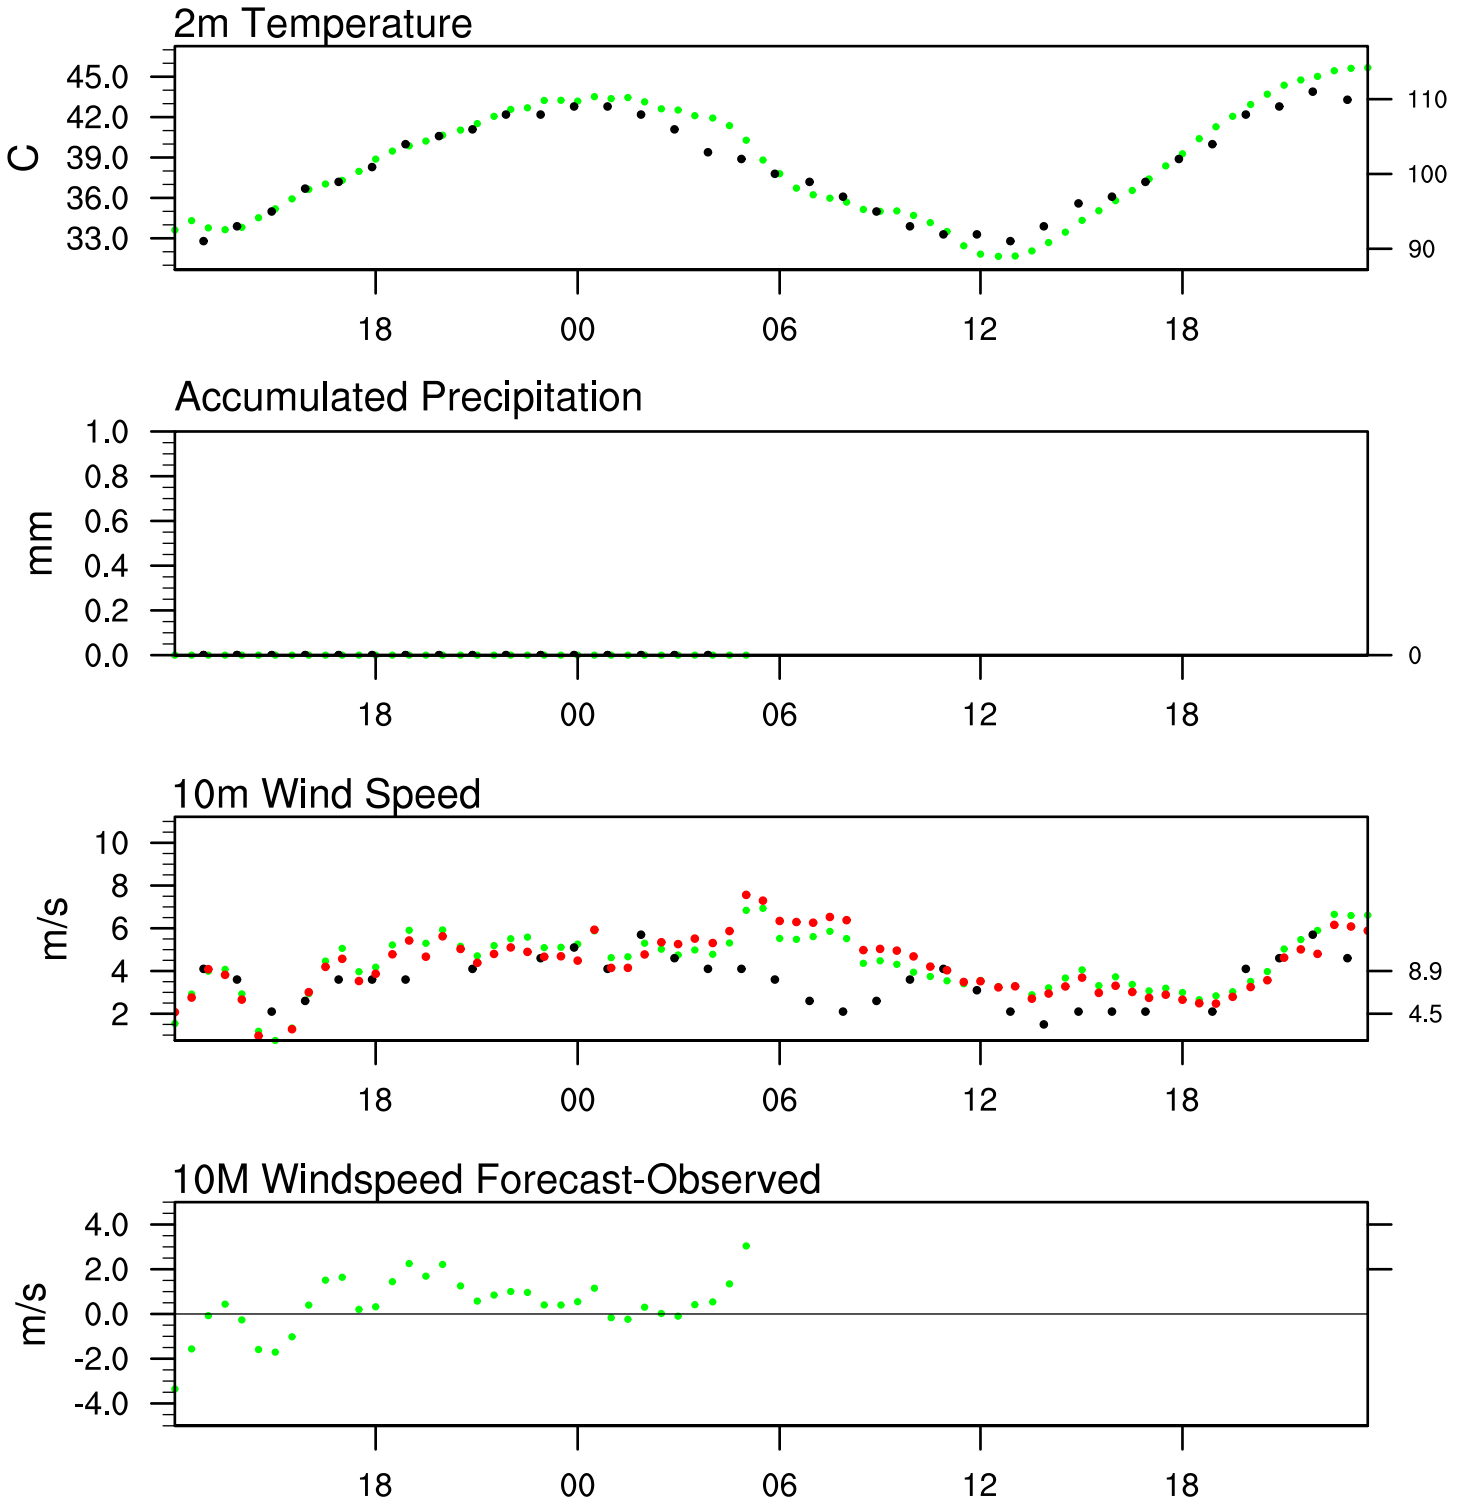 2m Temperature
45.0
42.0
39.0
36.0
33.0
C
110
100
90
18 00 06 12 18
Accumulated Precipitation
1.0
0.8
0.6
0.4
0.2
0.0
mm
0
18 00 06 12 18
10m Wind Speed
10
8
6
4
2
m/s
8.9
4.5
18 00 06 12 18
10M Windspeed Forecast-Observed
4.0
2.0
0.0
-2.0
-4.0
m/s
18 00 06 12 18